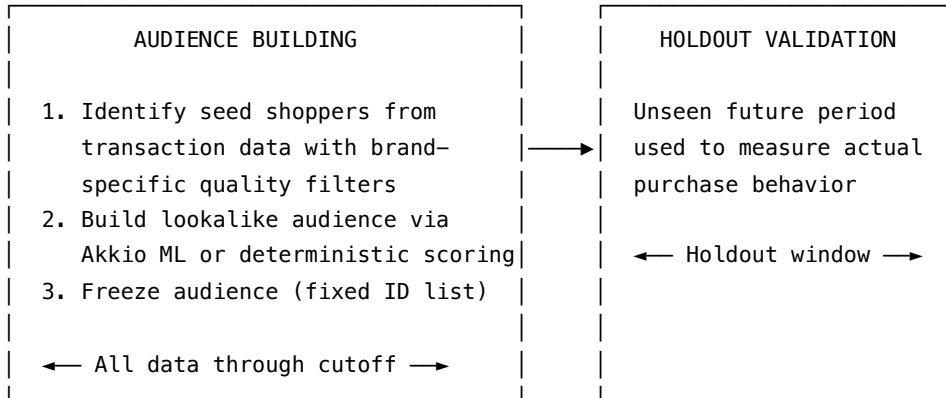 AUDIENCE BUILDING
1. Identify seed shoppers from
transaction data with brand-
specific quality filters
2. Build lookalike audience via
Akkio ML or deterministic scoring
3. Freeze audience (fixed ID list)
All data through cutoff
HOLDOUT VALIDATION
Unseen future period
used to measure actual
purchase behavior
Holdout window